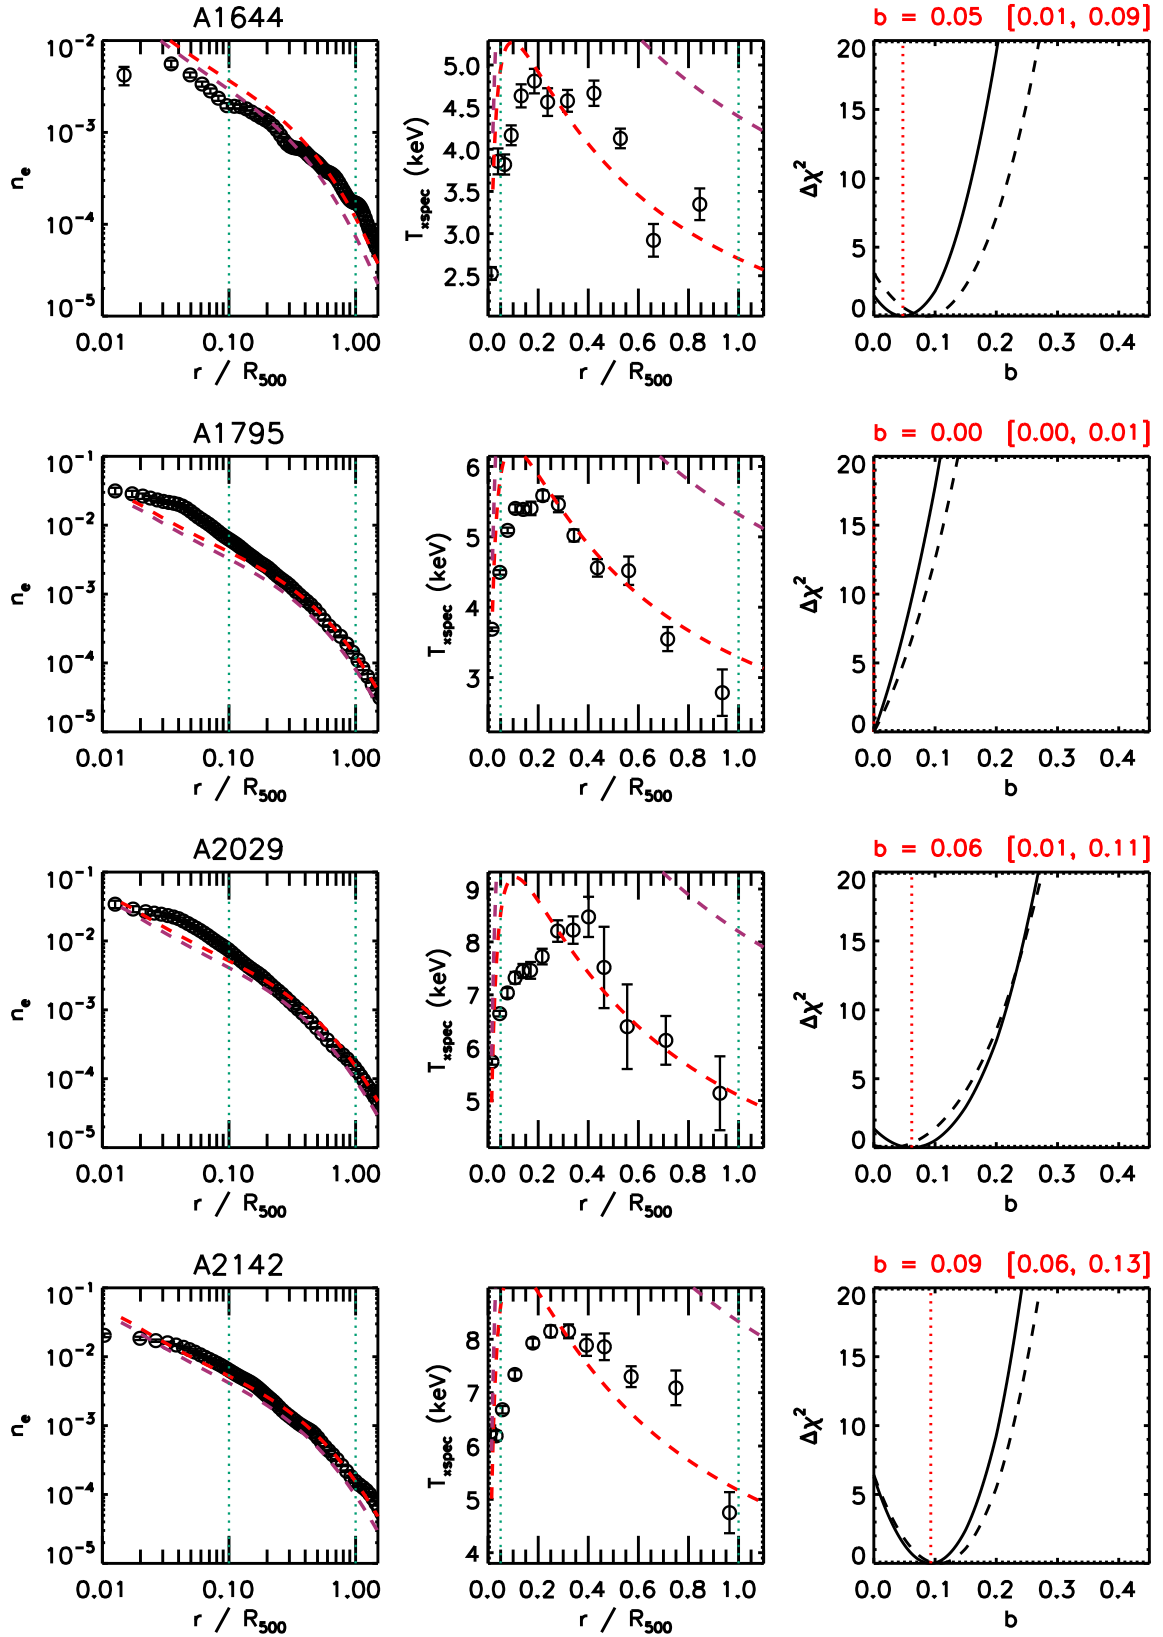 A1644
b = 0.05 [0.01, 0.09]
10⁻²
10⁻³
10⁻⁴
10⁻⁵
nₑ
0.01 0.10 1.00
r / R₅₀₀
5.0
4.5
4.0
3.5
3.0
2.5
Tₓₛₚₑc (keV)
0.0 0.2 0.4 0.6 0.8 1.0
r / R₅₀₀
20
15
10
5
0
Δχ²
0.0 0.1 0.2 0.3 0.4
b
A1795
b = 0.00 [0.00, 0.01]
10⁻¹
10⁻²
10⁻³
10⁻⁴
10⁻⁵
nₑ
0.01 0.10 1.00
r / R₅₀₀
6
5
4
3
Tₓₛₚₑc (keV)
0.0 0.2 0.4 0.6 0.8 1.0
r / R₅₀₀
20
15
10
5
0
Δχ²
0.0 0.1 0.2 0.3 0.4
b
A2029
b = 0.06 [0.01, 0.11]
10⁻¹
10⁻²
10⁻³
10⁻⁴
10⁻⁵
nₑ
0.01 0.10 1.00
r / R₅₀₀
9
8
7
6
5
Tₓₛₚₑc (keV)
0.0 0.2 0.4 0.6 0.8 1.0
r / R₅₀₀
20
15
10
5
0
Δχ²
0.0 0.1 0.2 0.3 0.4
b
A2142
b = 0.09 [0.06, 0.13]
10⁻¹
10⁻²
10⁻³
10⁻⁴
10⁻⁵
nₑ
0.01 0.10 1.00
r / R₅₀₀
8
7
6
5
4
Tₓₛₚₑc (keV)
0.0 0.2 0.4 0.6 0.8 1.0
r / R₅₀₀
20
15
10
5
0
Δχ²
0.0 0.1 0.2 0.3 0.4
b